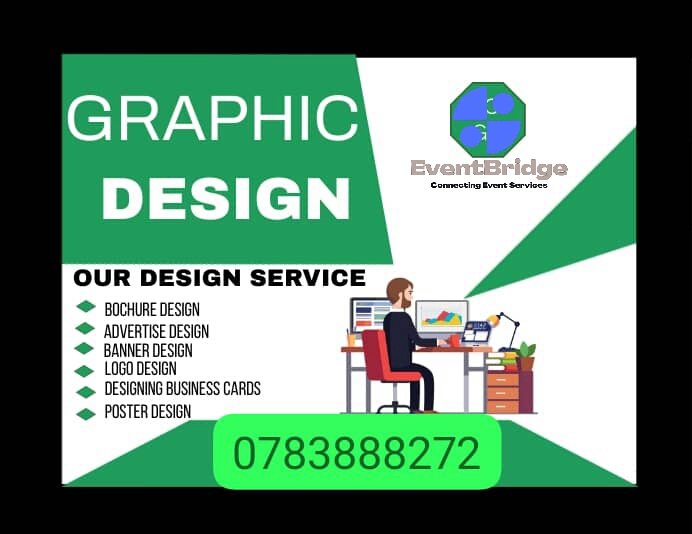 GRAPHIC
DESIGN
EventBridge
Connecting Event Services
OUR DESIGN SERVICE
BOCHURE DESIGN
ADVERTISE DESIGN
BANNER DESIGN
LOGO DESIGN
DESIGNING BUSINESS CARDS
POSTER DESIGN
0783888272